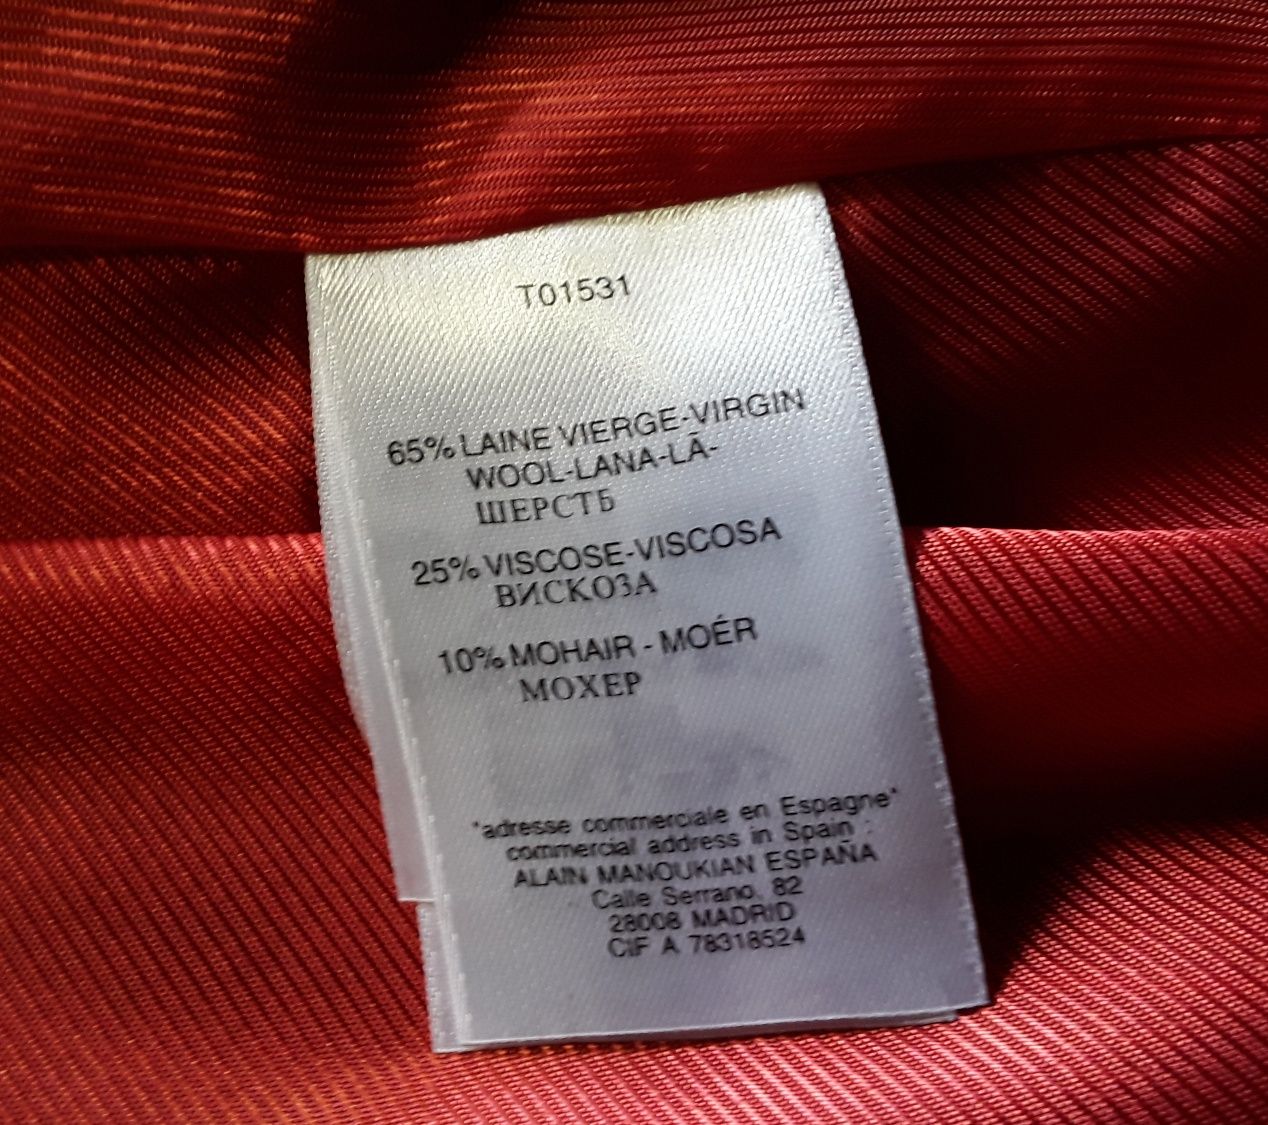 T01531
65% LAINE VIERGE-VIRGIN
WOOL-LANA-LÃ-
ШЕРСТБ
25% VISCOSE-VISCOSA
ВИСКОЗА
10% MOHAIR - MOÉR
МОХЕР
"adresse commerciale en Espagne"
commercial address in Spain :
ALAIN MANOUKIAN ESPAÑA
Calle Serrano, 82
28008 MADRID
CIF A 78318524